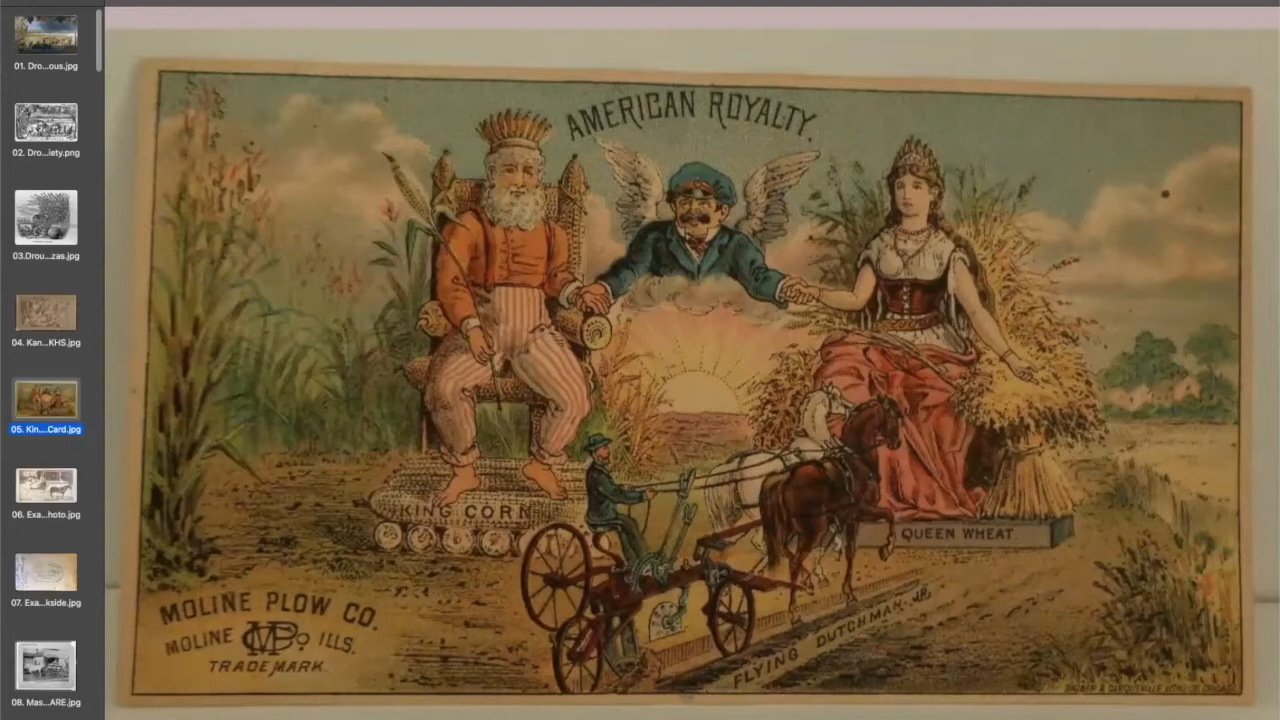 01. Dro...ous.jpg
02. Dro...iety.png
03.Drou...zas.jpg
04. Kan...KHS.jpg
05. Kin....Card.jpg
06. Exa...hoto.jpg
07. Exa...kside.jpg
08. Mas...ARE.jpg
AMERICAN ROYALTY.
KING CORN
QUEEN WHEAT.
MOLINE PLOW CO.
MOLINE MPCo ILLS.
TRADE MARK.
FLYING DUTCHMAN. JR.